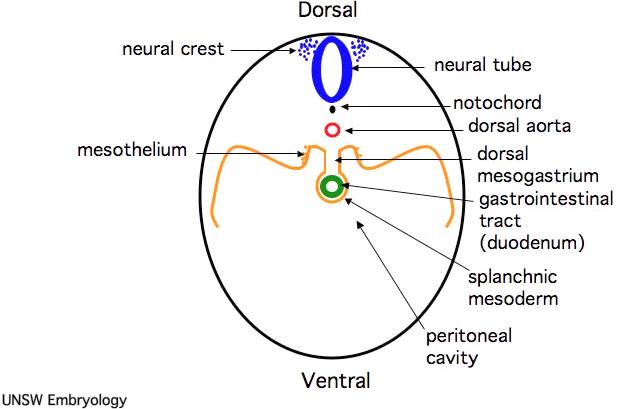 Dorsal
neural crest
neural tube
notochord
dorsal aorta
mesothelium
dorsal
mesogastrium
gastrointestinal
tract
(duodenum)
splanchnic
mesoderm
peritoneal
cavity
Ventral
UNSW Embryology